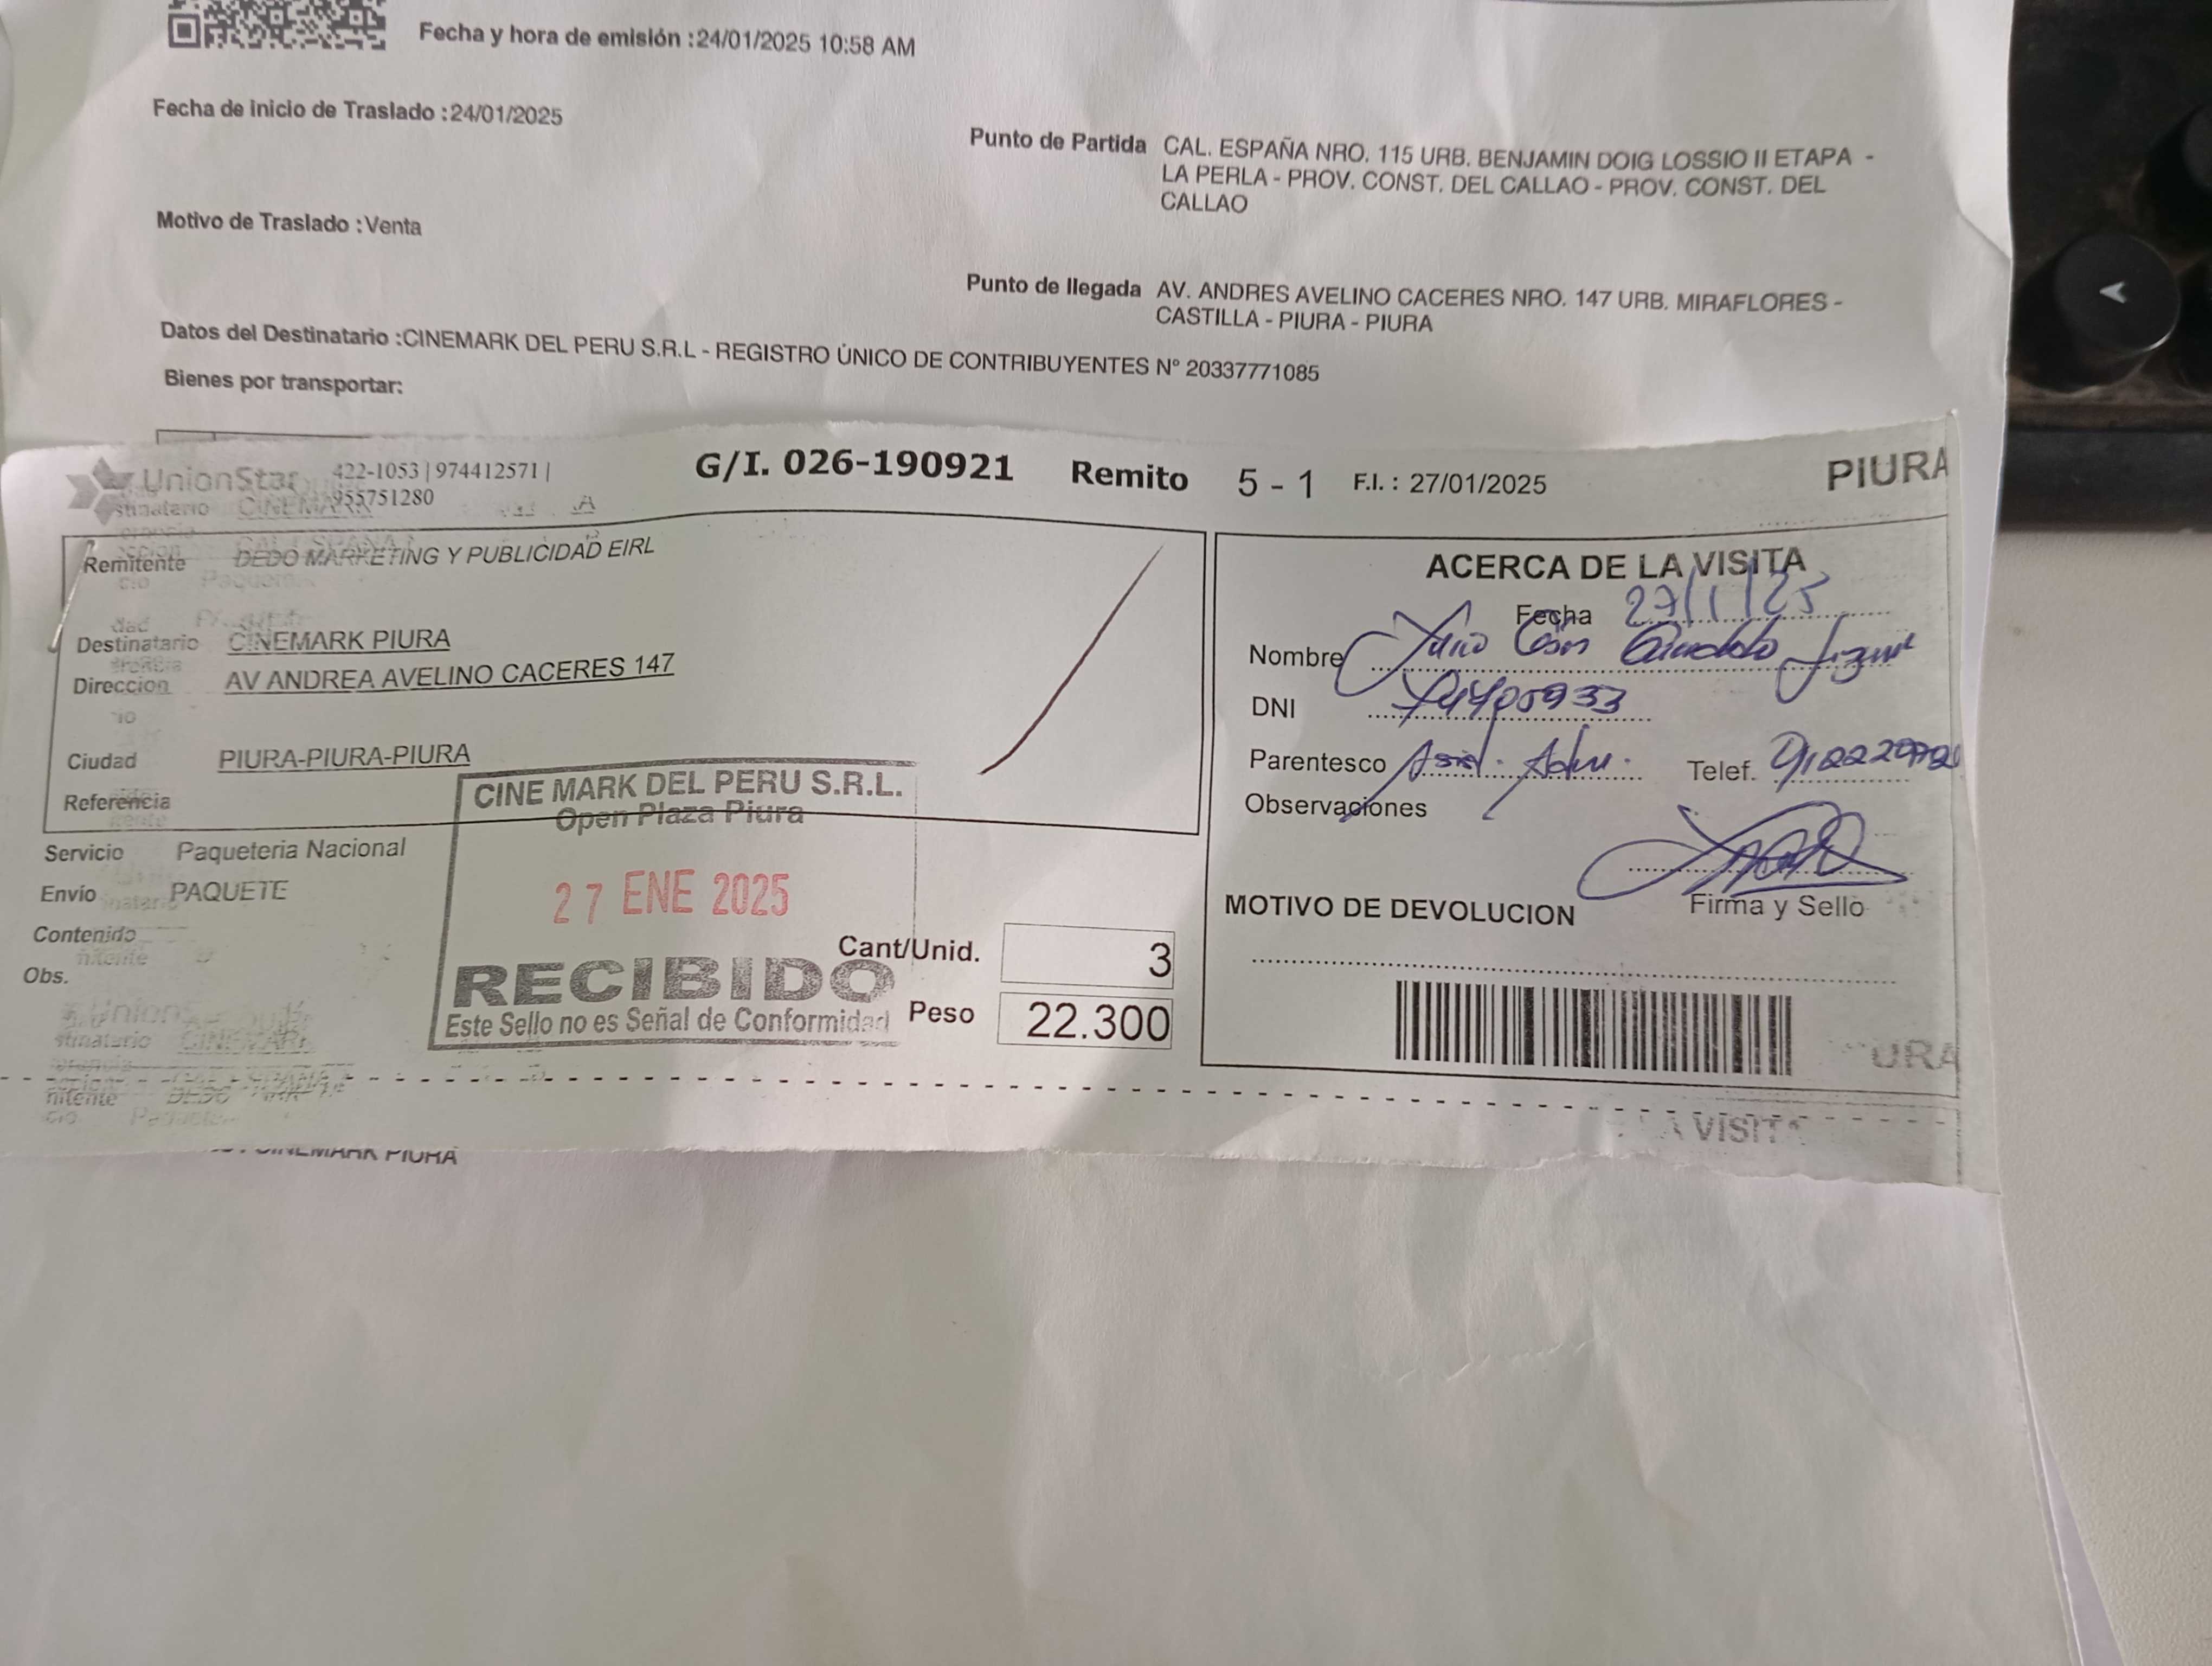 Fecha y hora de emisión :24/01/2025 10:58 AM
Fecha de inicio de Traslado :24/01/2025
Punto de Partida CAL. ESPAÑA NRO. 115 URB. BENJAMIN DOIG LOSSIO II ETAPA -
LA PERLA - PROV. CONST. DEL CALLAO - PROV. CONST. DEL
CALLAO
Motivo de Traslado :Venta
Punto de llegada AV. ANDRES AVELINO CACERES NRO. 147 URB. MIRAFLORES -
CASTILLA - PIURA - PIURA
Datos del Destinatario :CINEMARK DEL PERU S.R.L - REGISTRO ÚNICO DE CONTRIBUYENTES Nº 20337771085
Bienes por transportar:
UnionStar 422-1053 | 974412571 |
955751280
G/I. 026-190921 Remito 5 - 1 F.I. : 27/01/2025 PIURA
Remitente DEDO MARKETING Y PUBLICIDAD EIRL
Destinatario CINEMARK PIURA
Direccion AV ANDREA AVELINO CACERES 147
Ciudad PIURA-PIURA-PIURA
Referencia
Servicio Paqueteria Nacional
Envío PAQUETE
Contenido
Obs.
CINE MARK DEL PERU S.R.L.
Open Plaza Piura
27 ENE 2025
RECIBIDO
Este Sello no es Señal de Conformidad
Cant/Unid. 3
Peso 22.300
ACERCA DE LA VISITA
Fecha 27/1/25
Nombre
DNI
Parentesco
Telef.
Observaciones
Firma y Sello
MOTIVO DE DEVOLUCION
URA
VISITA
CINEMARK PIURA